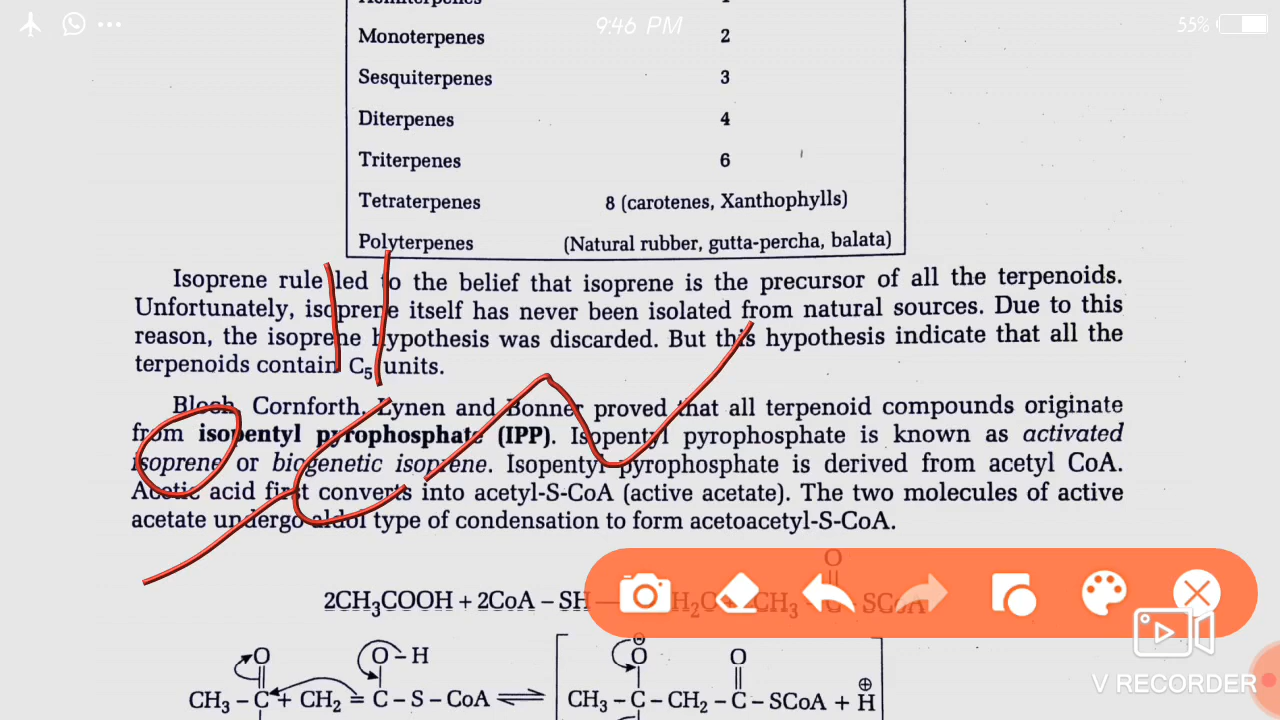 9:46 PM
55%
Hemiterpenes 1
Monoterpenes 2
Sesquiterpenes 3
Diterpenes 4
Triterpenes 6
Tetraterpenes 8 (carotenes, Xanthophylls)
Polyterpenes (Natural rubber, gutta-percha, balata)
Isoprene rule led to the belief that isoprene is the precursor of all the terpenoids.
Unfortunately, isoprene itself has never been isolated from natural sources. Due to this
reason, the isoprene hypothesis was discarded. But this hypothesis indicate that all the
terpenoids contain C₅ units.
Bloch, Cornforth, Lynen and Bonner proved that all terpenoid compounds originate
from isopentyl pyrophosphate (IPP). Isopentyl pyrophosphate is known as activated
isoprene or biogenetic isoprene. Isopentyl pyrophosphate is derived from acetyl CoA.
Acetic acid first converts into acetyl-S-CoA (active acetate). The two molecules of active
acetate undergo aldol type of condensation to form acetoacetyl-S-CoA.
O
2CH₃COOH + 2CoA – SH H₂O CH₃ – C – SCoA
O O – H ⊖O O
CH₃ – C + CH₂ = C – S – CoA ⇌ CH₃ – C – CH₂ – C – SCoA + H⊕
V RECORDER